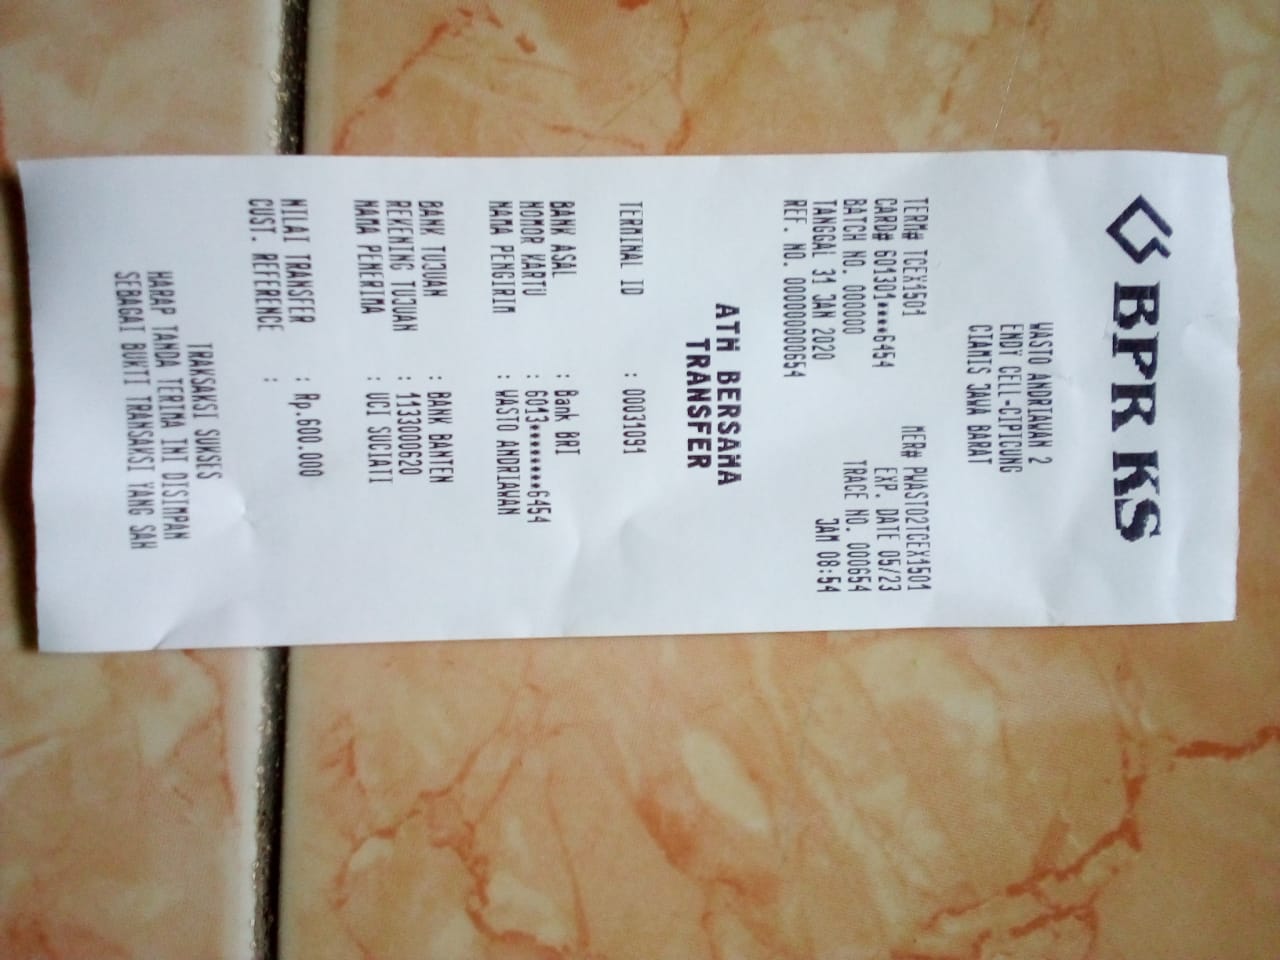 BPR KS
WASTO ANDRIAWAN 2
ENDY CELL-CIPICUNG
CIAMIS JAWA BARAT
TERM# TCEX1501 MER# PWASTO2TCEX1501
CARD# 601301****6454 EXP. DATE 05/23
BATCH NO. 000000 TRACE NO. 000654
TANGGAL 31 JAN 2020 JAM 08:54
REF. NO. 000000000654
ATM BERSAMA
TRANSFER
TERMINAL ID : 00031091
BANK ASAL : Bank BRI
NOMOR KARTU : 6013********6454
NAMA PENGIRIM : WASTO ANDRIAWAN
BANK TUJUAN : BANK BANTEN
REKENING TUJUAN : 1133000620
NAMA PENERIMA : UCI SUCIATI
NILAI TRANSFER : Rp.600.000
CUST. REFERENCE :
TRAKSAKSI SUKSES
HARAP TANDA TERIMA INI DISIMPAN
SEBAGAI BUKTI TRANSAKSI YANG SAH